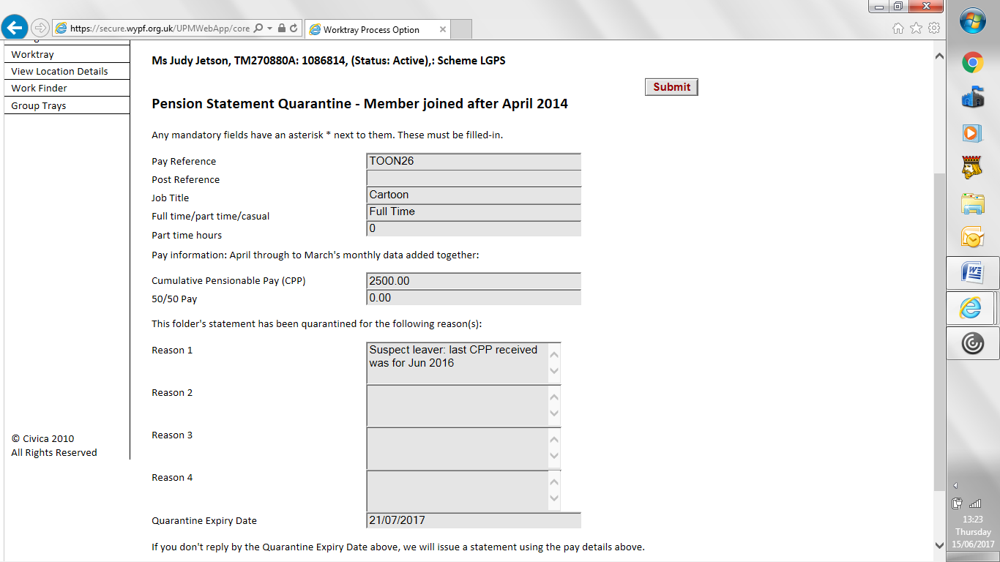 https://secure.wypf.org.uk/UPMWebApp/core
Worktray Process Option
Worktray
View Location Details
Work Finder
Group Trays
© Civica 2010
All Rights Reserved
Ms Judy Jetson, TM270880A: 1086814, (Status: Active),: Scheme LGPS
Submit
Pension Statement Quarantine - Member joined after April 2014
Any mandatory fields have an asterisk * next to them. These must be filled-in.
Pay Reference TOON26
Post Reference
Job Title Cartoon
Full time/part time/casual Full Time
Part time hours 0
Pay information: April through to March's monthly data added together:
Cumulative Pensionable Pay (CPP) 2500.00
50/50 Pay 0.00
This folder's statement has been quarantined for the following reason(s):
Reason 1 Suspect leaver: last CPP received
was for Jun 2016
Reason 2
Reason 3
Reason 4
Quarantine Expiry Date 21/07/2017
If you don't reply by the Quarantine Expiry Date above, we will issue a statement using the pay details above.
13:23
Thursday
15/06/2017